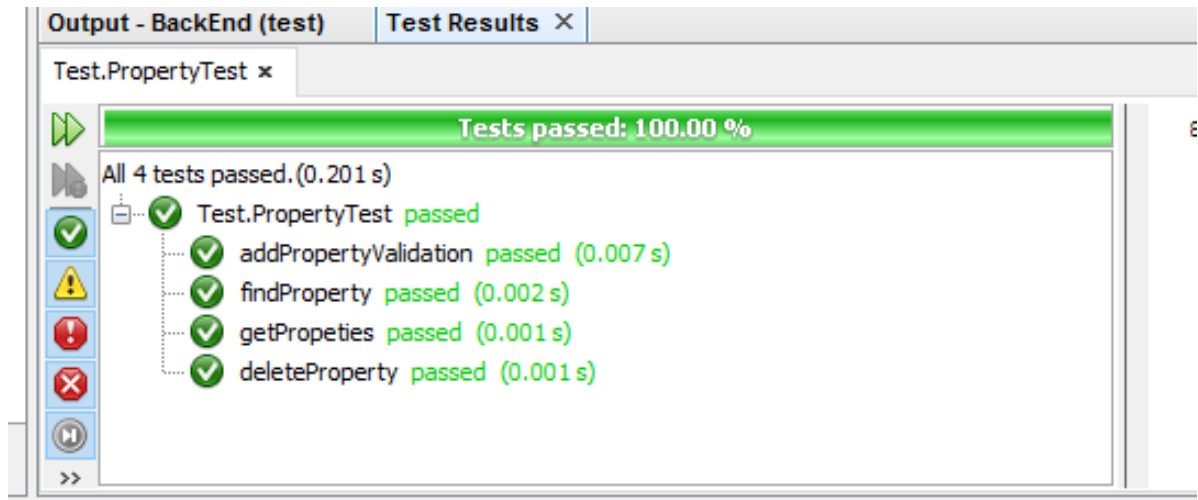 Output - BackEnd (test) Test Results ×
Test.PropertyTest ×
Tests passed: 100.00 %
All 4 tests passed.(0.201 s)
Test.PropertyTest passed
addPropertyValidation passed (0.007 s)
findProperty passed (0.002 s)
getPropeties passed (0.001 s)
deleteProperty passed (0.001 s)
>>